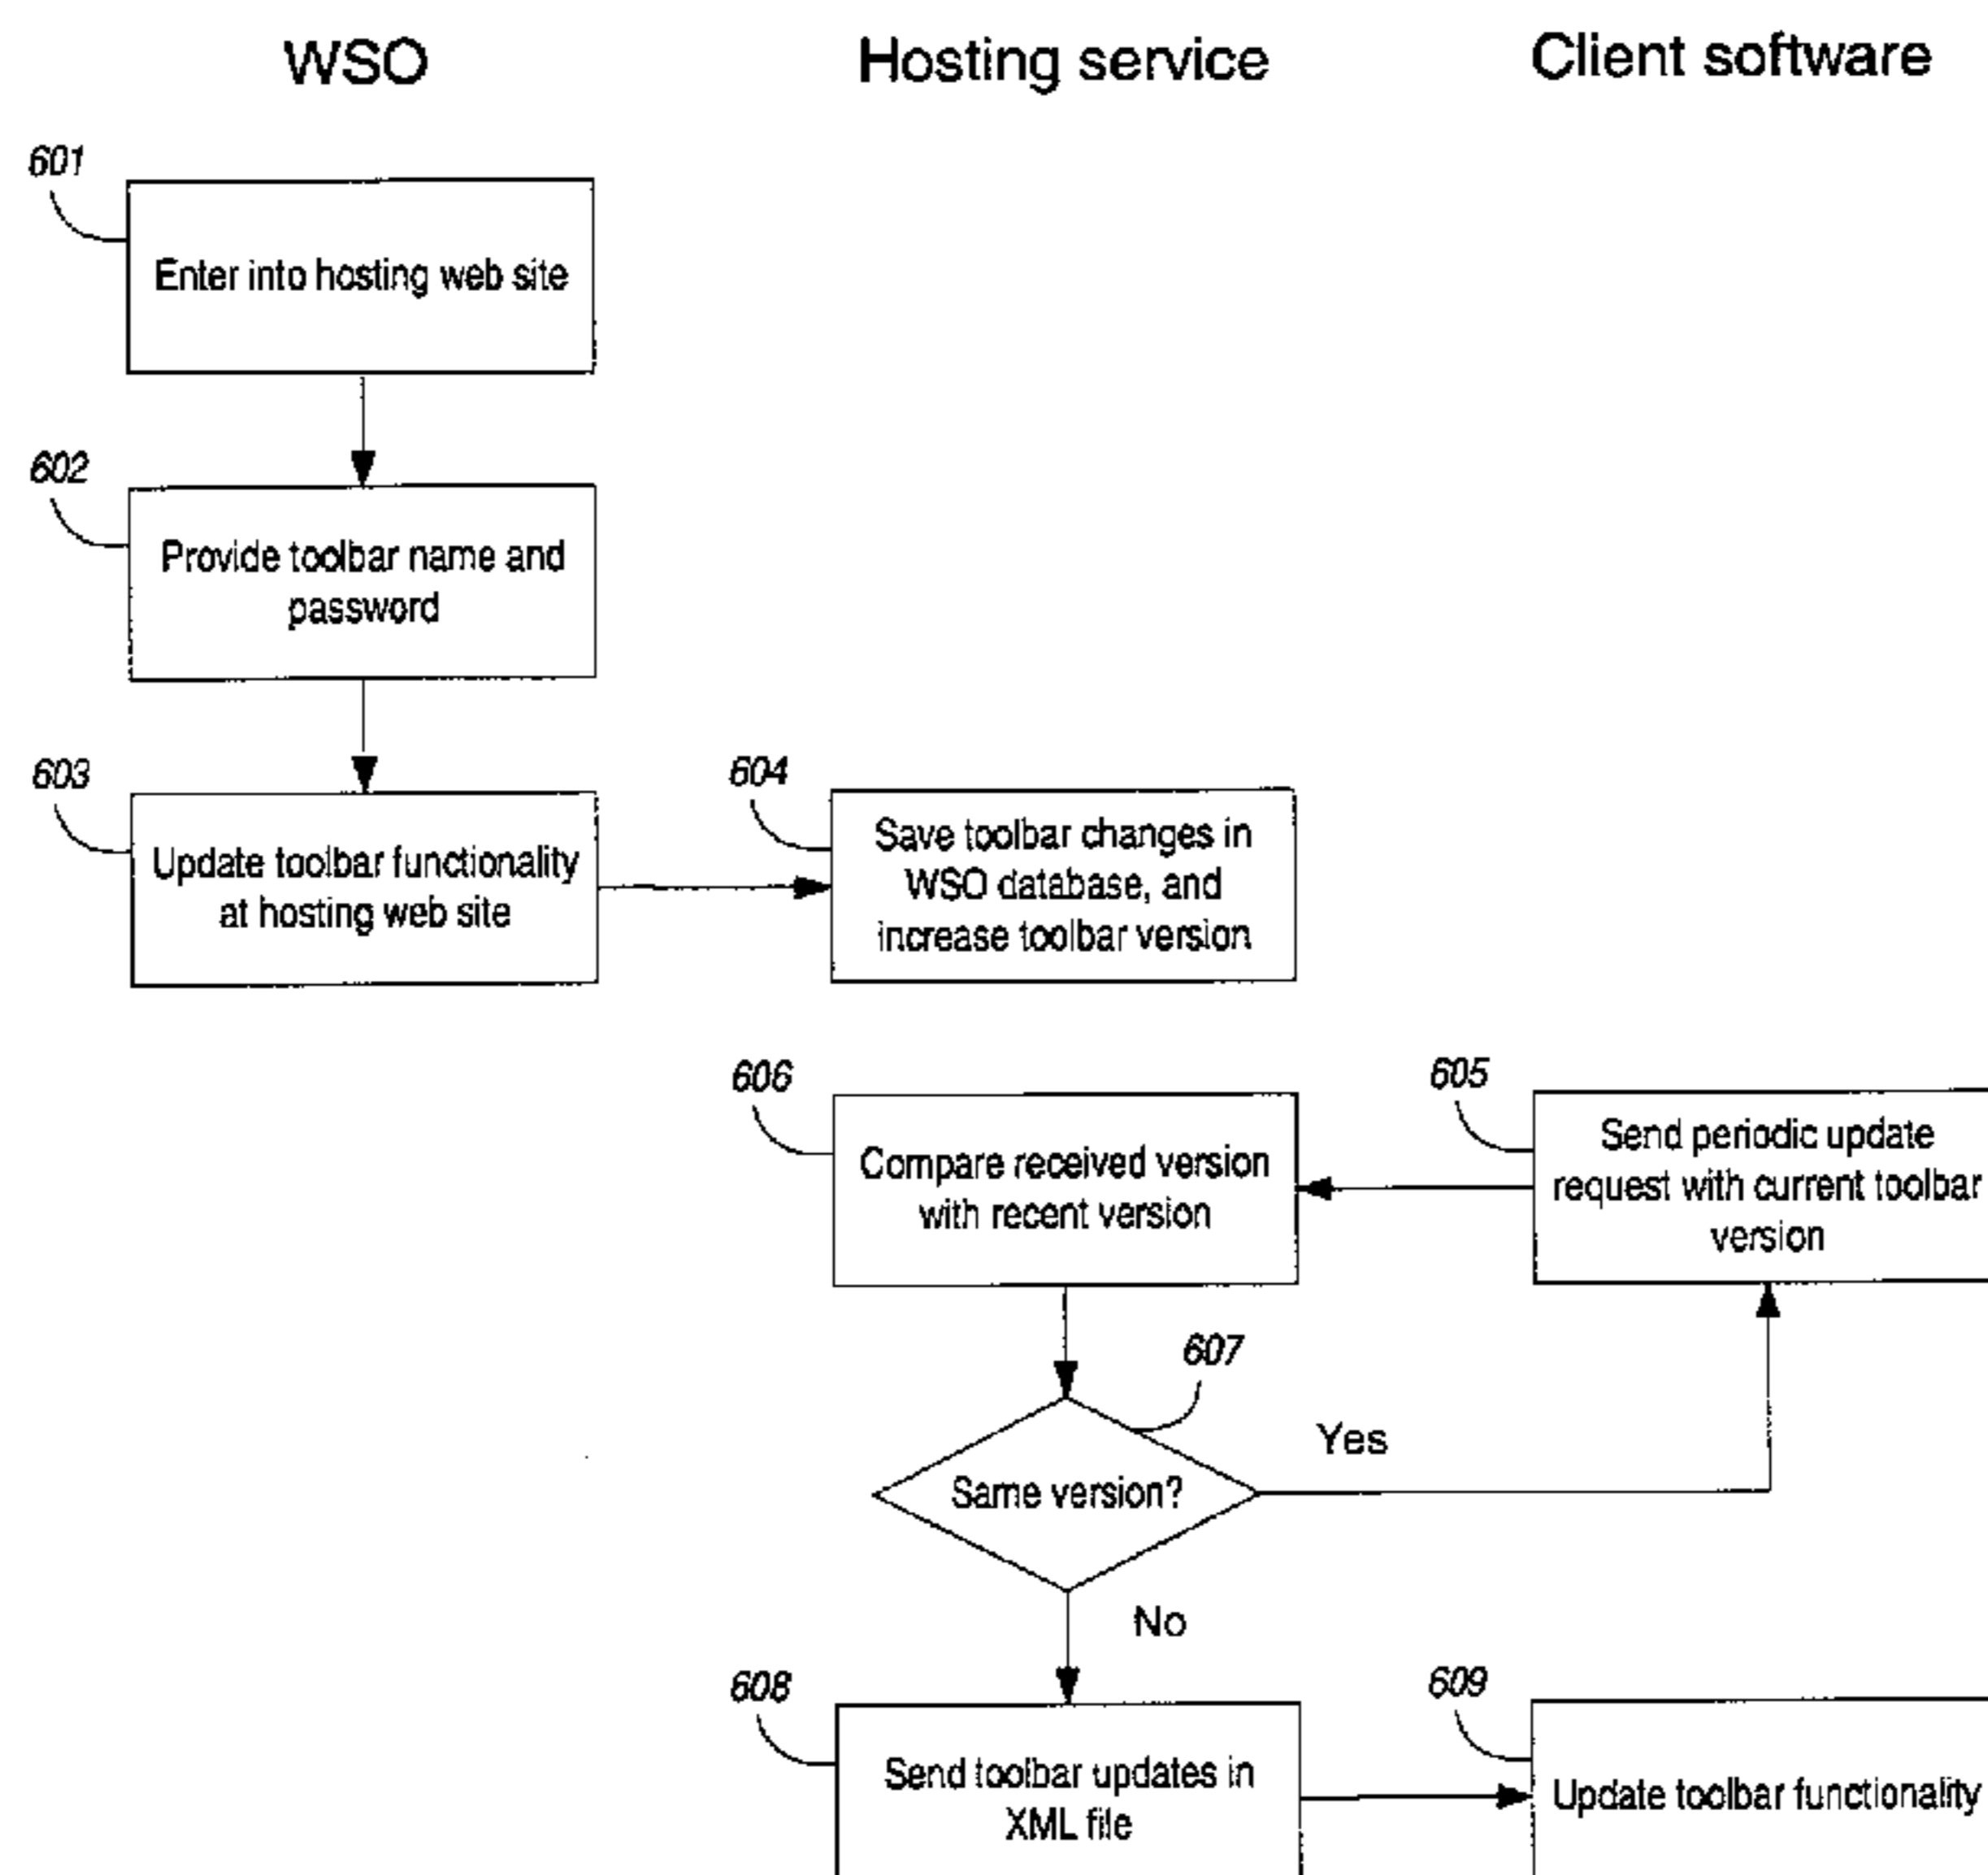 WSO
Hosting service
Client software
601
Enter into hosting web site
602
Provide toolbar name and
password
603
Update toolbar functionality
at hosting web site
604
Save toolbar changes in
WSO database, and
increase toolbar version
606
Compare received version
with recent version
605
Send periodic update
request with current toolbar
version
607
Same version?
Yes
No
608
Send toolbar updates in
XML file
609
Update toolbar functionality